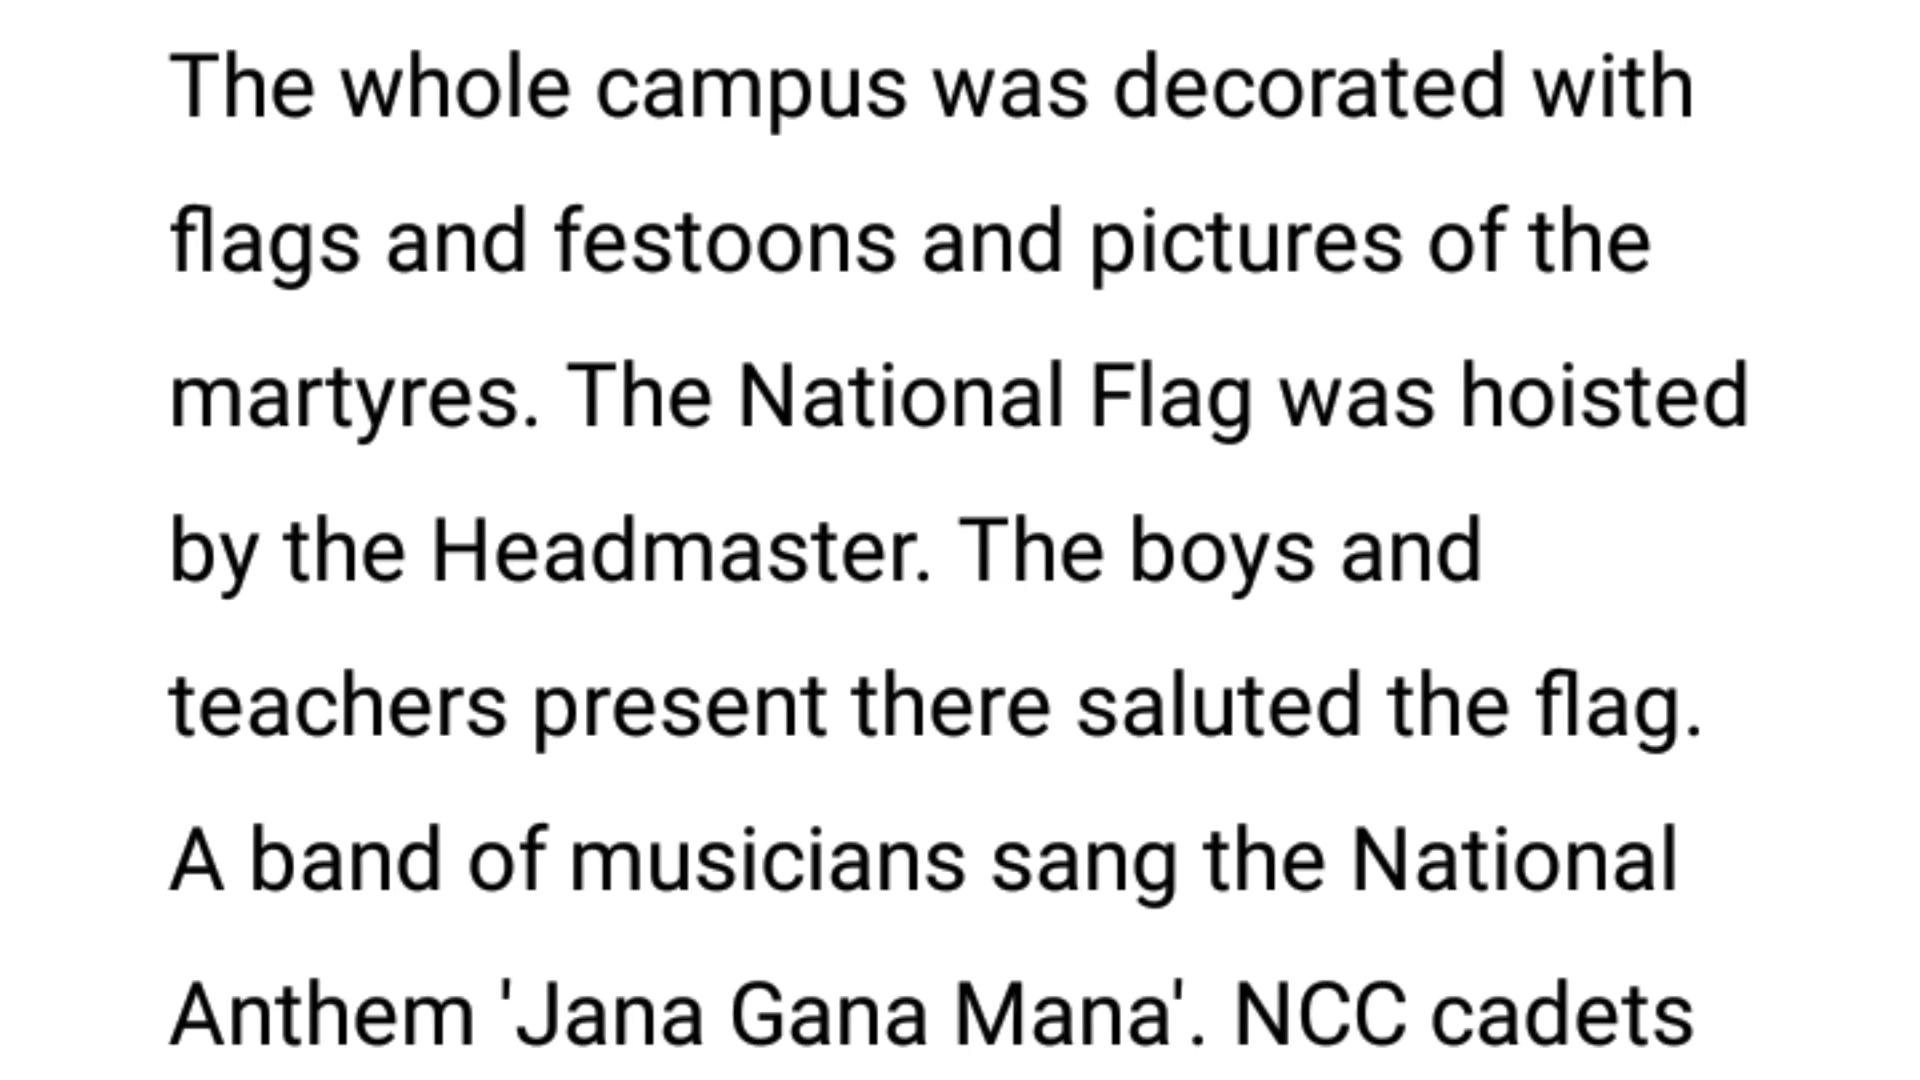 The whole campus was decorated with
flags and festoons and pictures of the
martyres. The National Flag was hoisted
by the Headmaster. The boys and
teachers present there saluted the flag.
A band of musicians sang the National
Anthem 'Jana Gana Mana'. NCC cadets